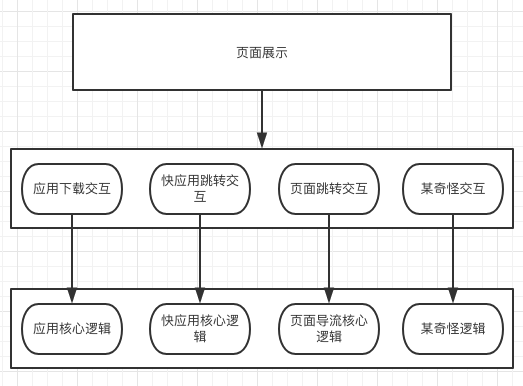 页面展示
应用下载交互
快应用跳转交
互
页面跳转交互
某奇怪交互
应用核心逻辑
快应用核心逻
辑
页面导流核心
逻辑
某奇怪逻辑